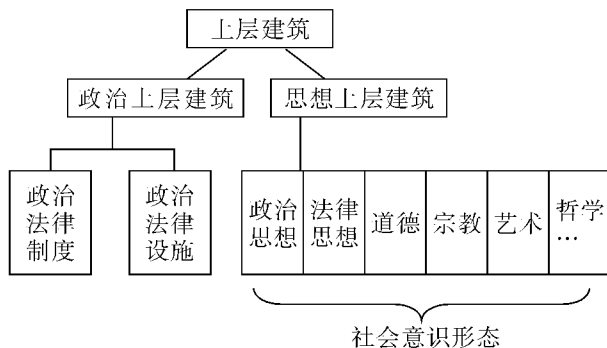 上层建筑
政治上层建筑
思想上层建筑
政治
法律
制度
政治
法律
设施
政治
思想
法律
思想
道德
宗教
艺术
哲学
…
社会意识形态